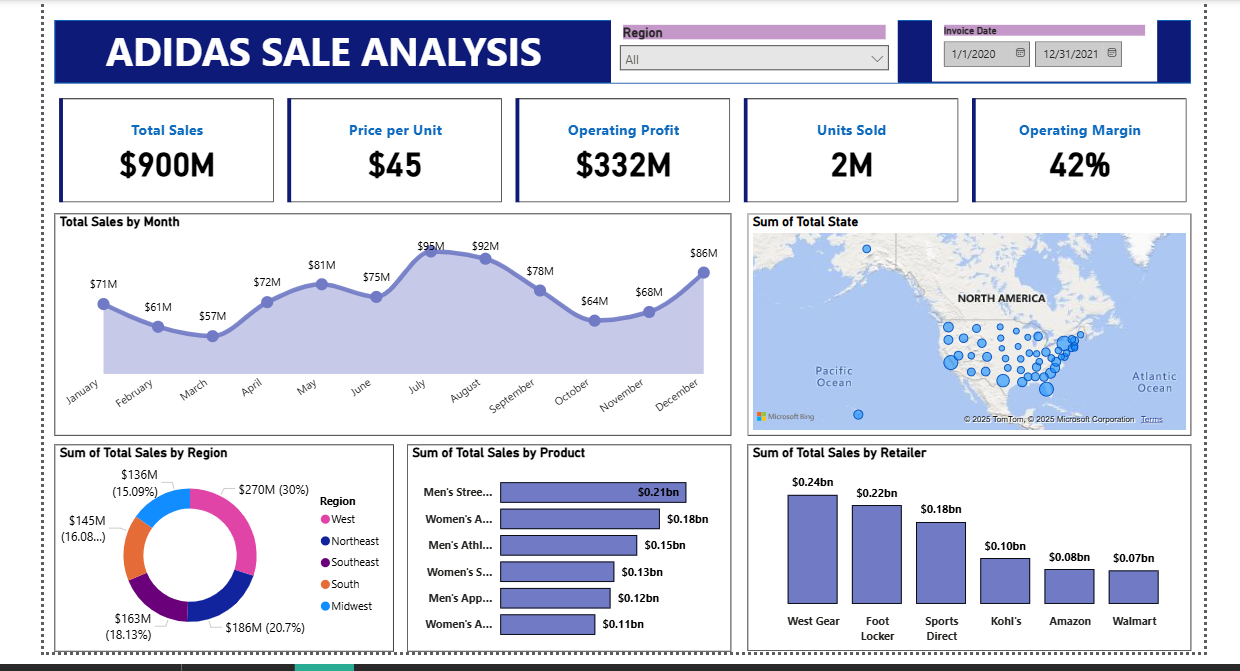 ADIDAS SALE ANALYSIS
Region
All
Invoice Date
1/1/2020
12/31/2021
Total Sales
$900M
Price per Unit
$45
Operating Profit
$332M
Units Sold
2M
Operating Margin
42%
Total Sales by Month
$71M
$61M
$57M
$72M
$81M
$75M
$95M
$92M
$78M
$64M
$68M
$86M
January
February
March
April
May
June
July
August
September
October
November
December
Sum of Total State
NORTH AMERICA
Pacific
Ocean
Atlantic
Ocean
Microsoft Bing
© 2025 TomTom, © 2025 Microsoft Corporation Terms
Sum of Total Sales by Region
$136M
(15.09%)
$270M (30%)
$145M
(16.08...)
$163M
(18.13%)
$186M (20.7%)
Region
West
Northeast
Southeast
South
Midwest
Sum of Total Sales by Product
Men's Stree... $0.21bn
Women's A... $0.18bn
Men's Athl... $0.15bn
Women's S... $0.13bn
Men's App... $0.12bn
Women's A... $0.11bn
Sum of Total Sales by Retailer
$0.24bn
$0.22bn
$0.18bn
$0.10bn
$0.08bn
$0.07bn
West Gear
Foot
Locker
Sports
Direct
Kohl's
Amazon
Walmart